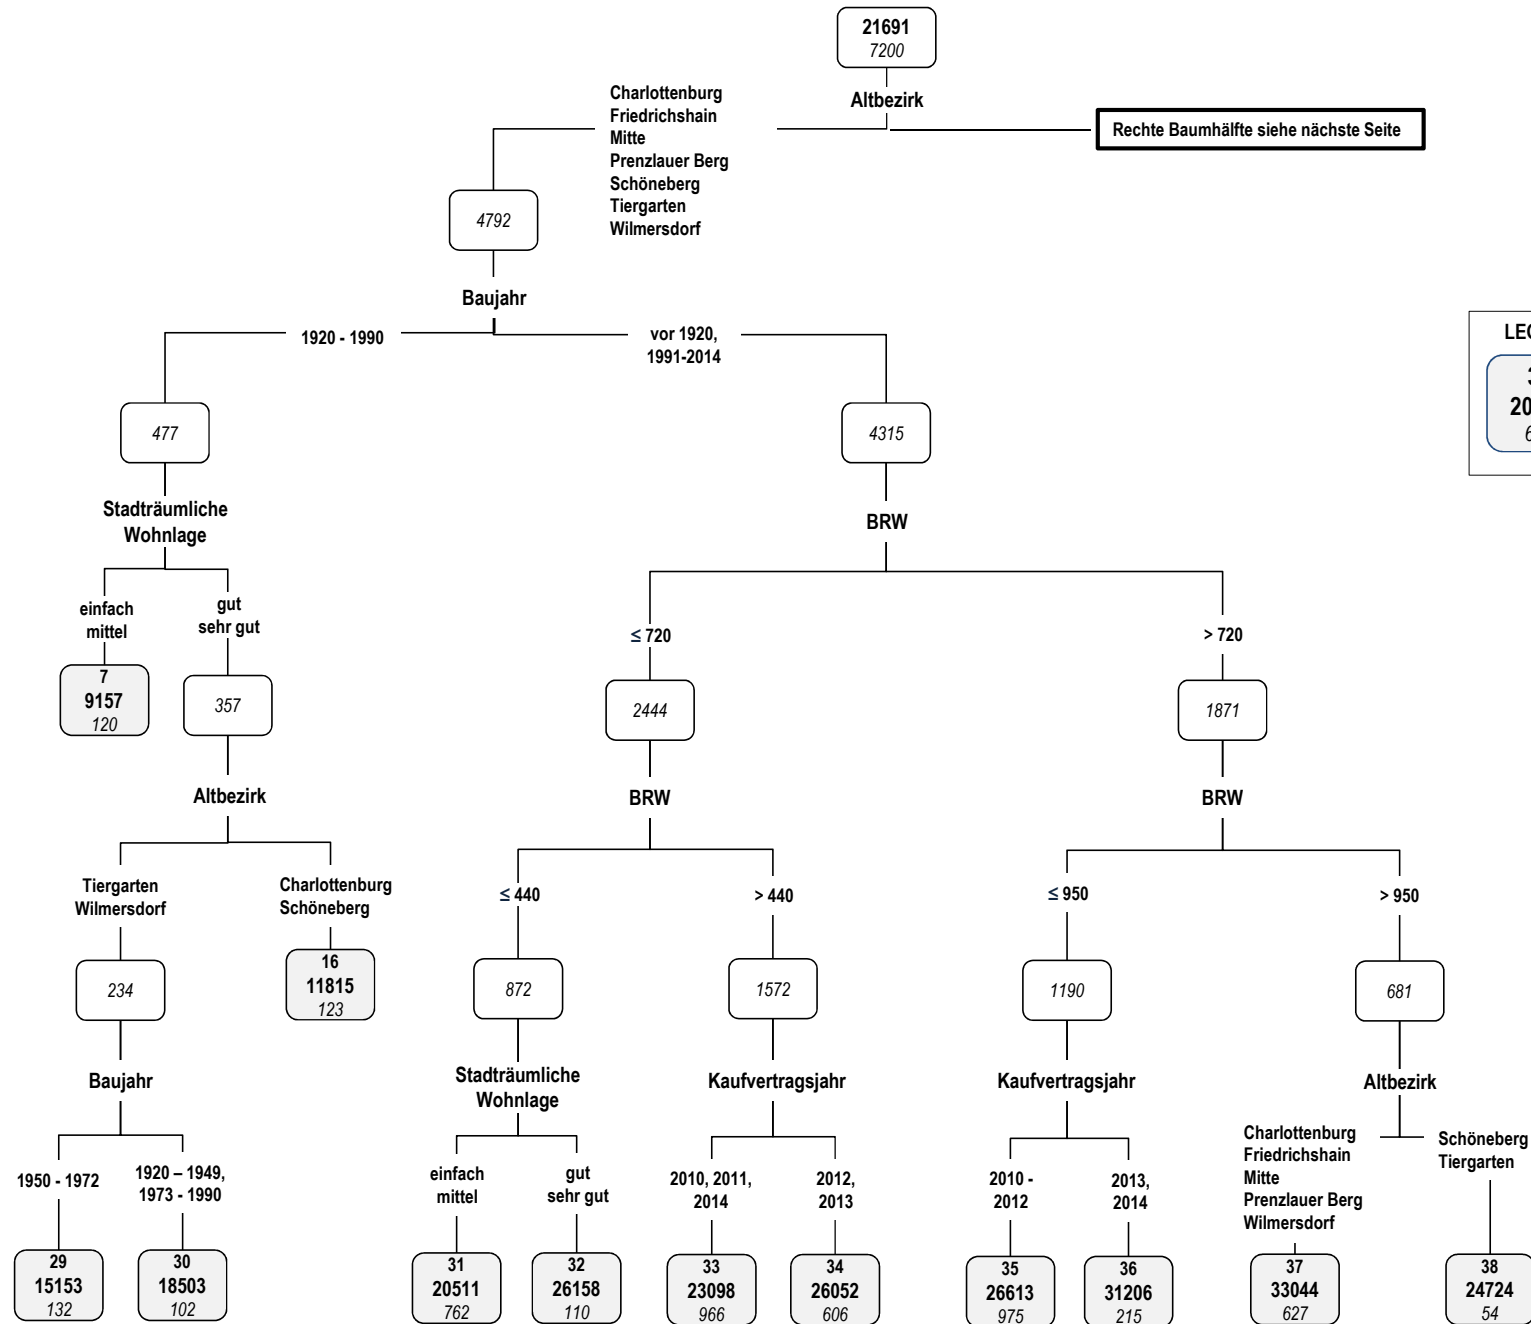 21691
7200
Altbezirk
Charlottenburg
Friedrichshain
Mitte
Prenzlauer Berg
Schöneberg
Tiergarten
Wilmersdorf
Rechte Baumhälfte siehe nächste Seite
4792
Baujahr
1920 - 1990
vor 1920,
1991-2014
477
4315
Stadträumliche
Wohnlage
BRW
einfach
mittel
gut
sehr gut
≤ 720
> 720
7
9157
120
357
2444
1871
Altbezirk
BRW
BRW
Tiergarten
Wilmersdorf
Charlottenburg
Schöneberg
≤ 440
> 440
≤ 950
> 950
234
16
11815
123
872
1572
1190
681
Baujahr
Stadträumliche
Wohnlage
Kaufvertragsjahr
Kaufvertragsjahr
Altbezirk
1950 - 1972
1920 – 1949,
1973 - 1990
einfach
mittel
gut
sehr gut
2010, 2011,
2014
2012,
2013
2010 -
2012
2013,
2014
Charlottenburg
Friedrichshain
Mitte
Prenzlauer Berg
Wilmersdorf
Schöneberg
Tiergarten
29
15153
132
30
18503
102
31
20511
762
32
26158
110
33
23098
966
34
26052
606
35
26613
975
36
31206
215
37
33044
627
38
24724
54